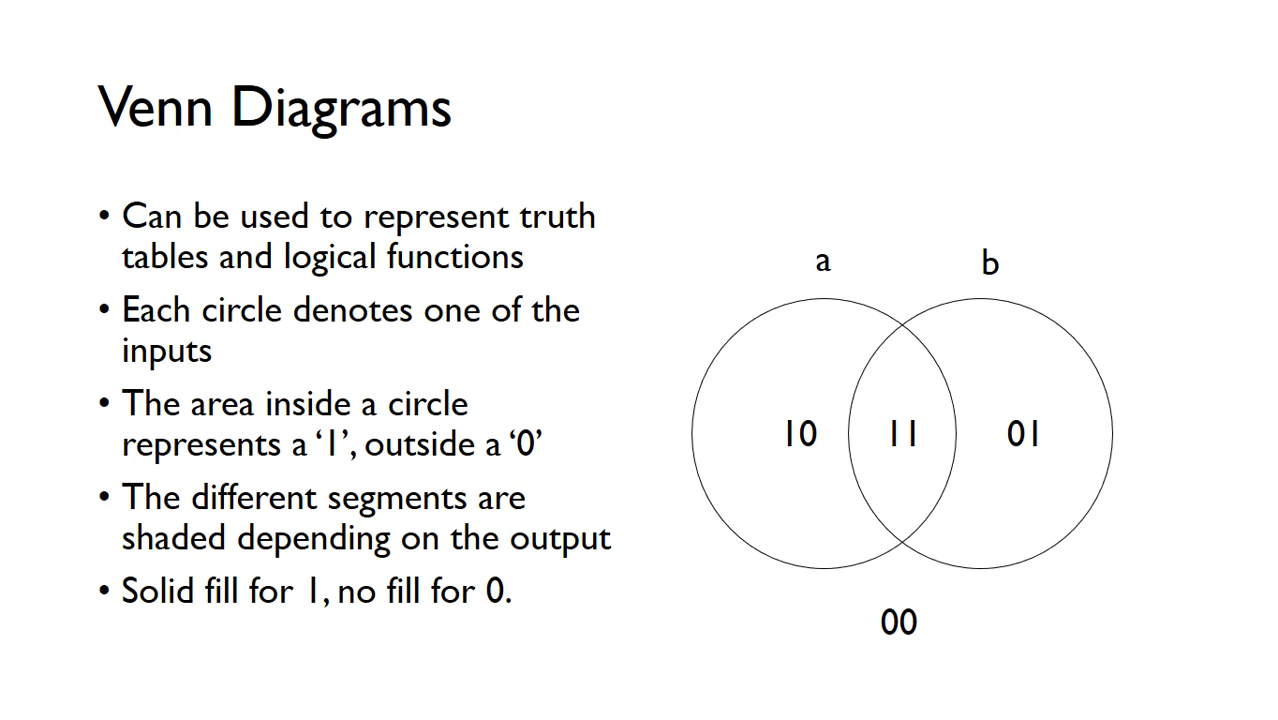 Venn Diagrams
• Can be used to represent truth
tables and logical functions
• Each circle denotes one of the
inputs
• The area inside a circle
represents a ‘1’, outside a ‘0’
• The different segments are
shaded depending on the output
• Solid fill for 1, no fill for 0.
a b
10 11 01
00